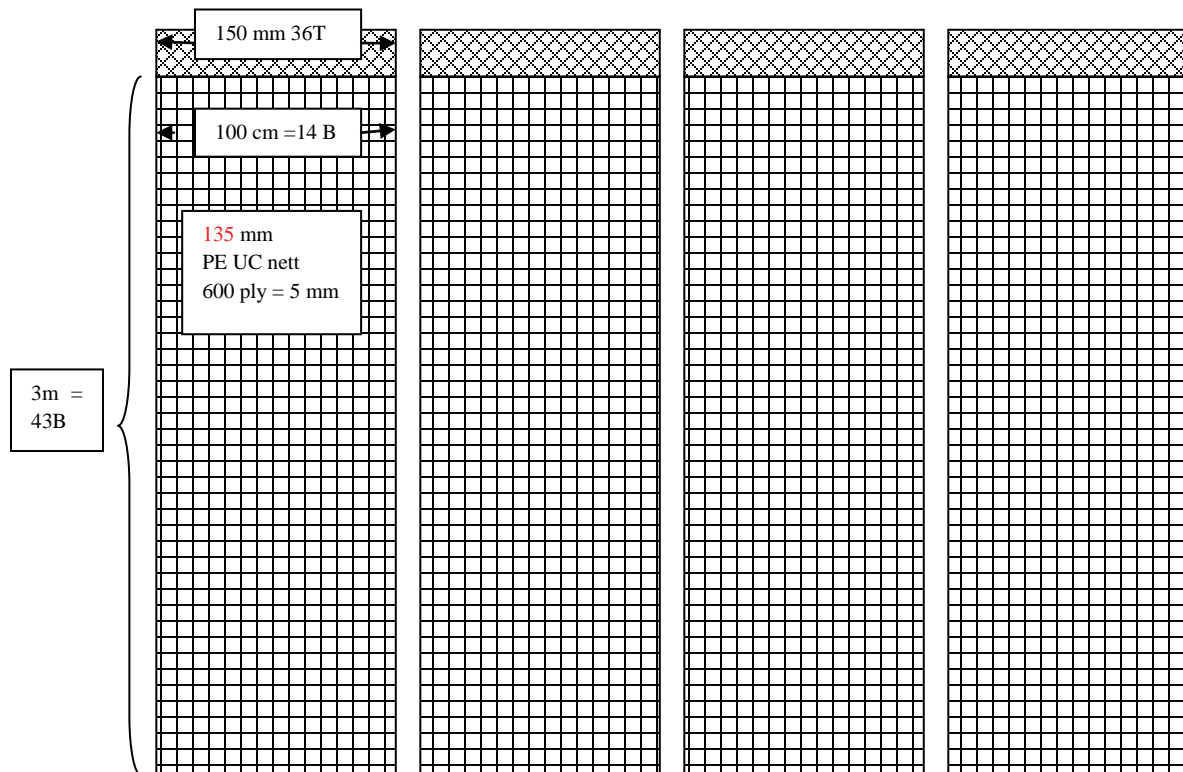 150 mm 36T
100 cm =14 B
135 mm
PE UC nett
600 ply = 5 mm
3m =
43B